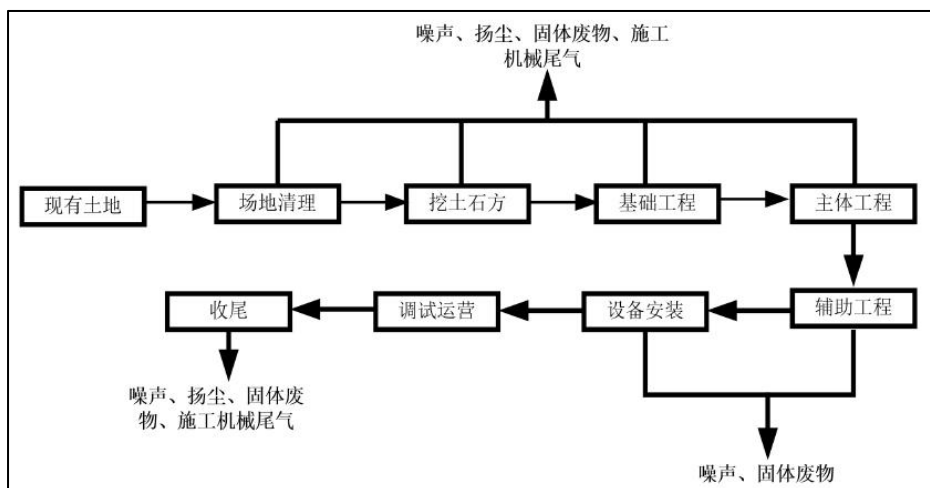 噪声、扬尘、固体废物、施工
机械尾气
现有土地
场地清理
挖土石方
基础工程
主体工程
收尾
调试运营
设备安装
辅助工程
噪声、扬尘、固体废
物、施工机械尾气
噪声、固体废物